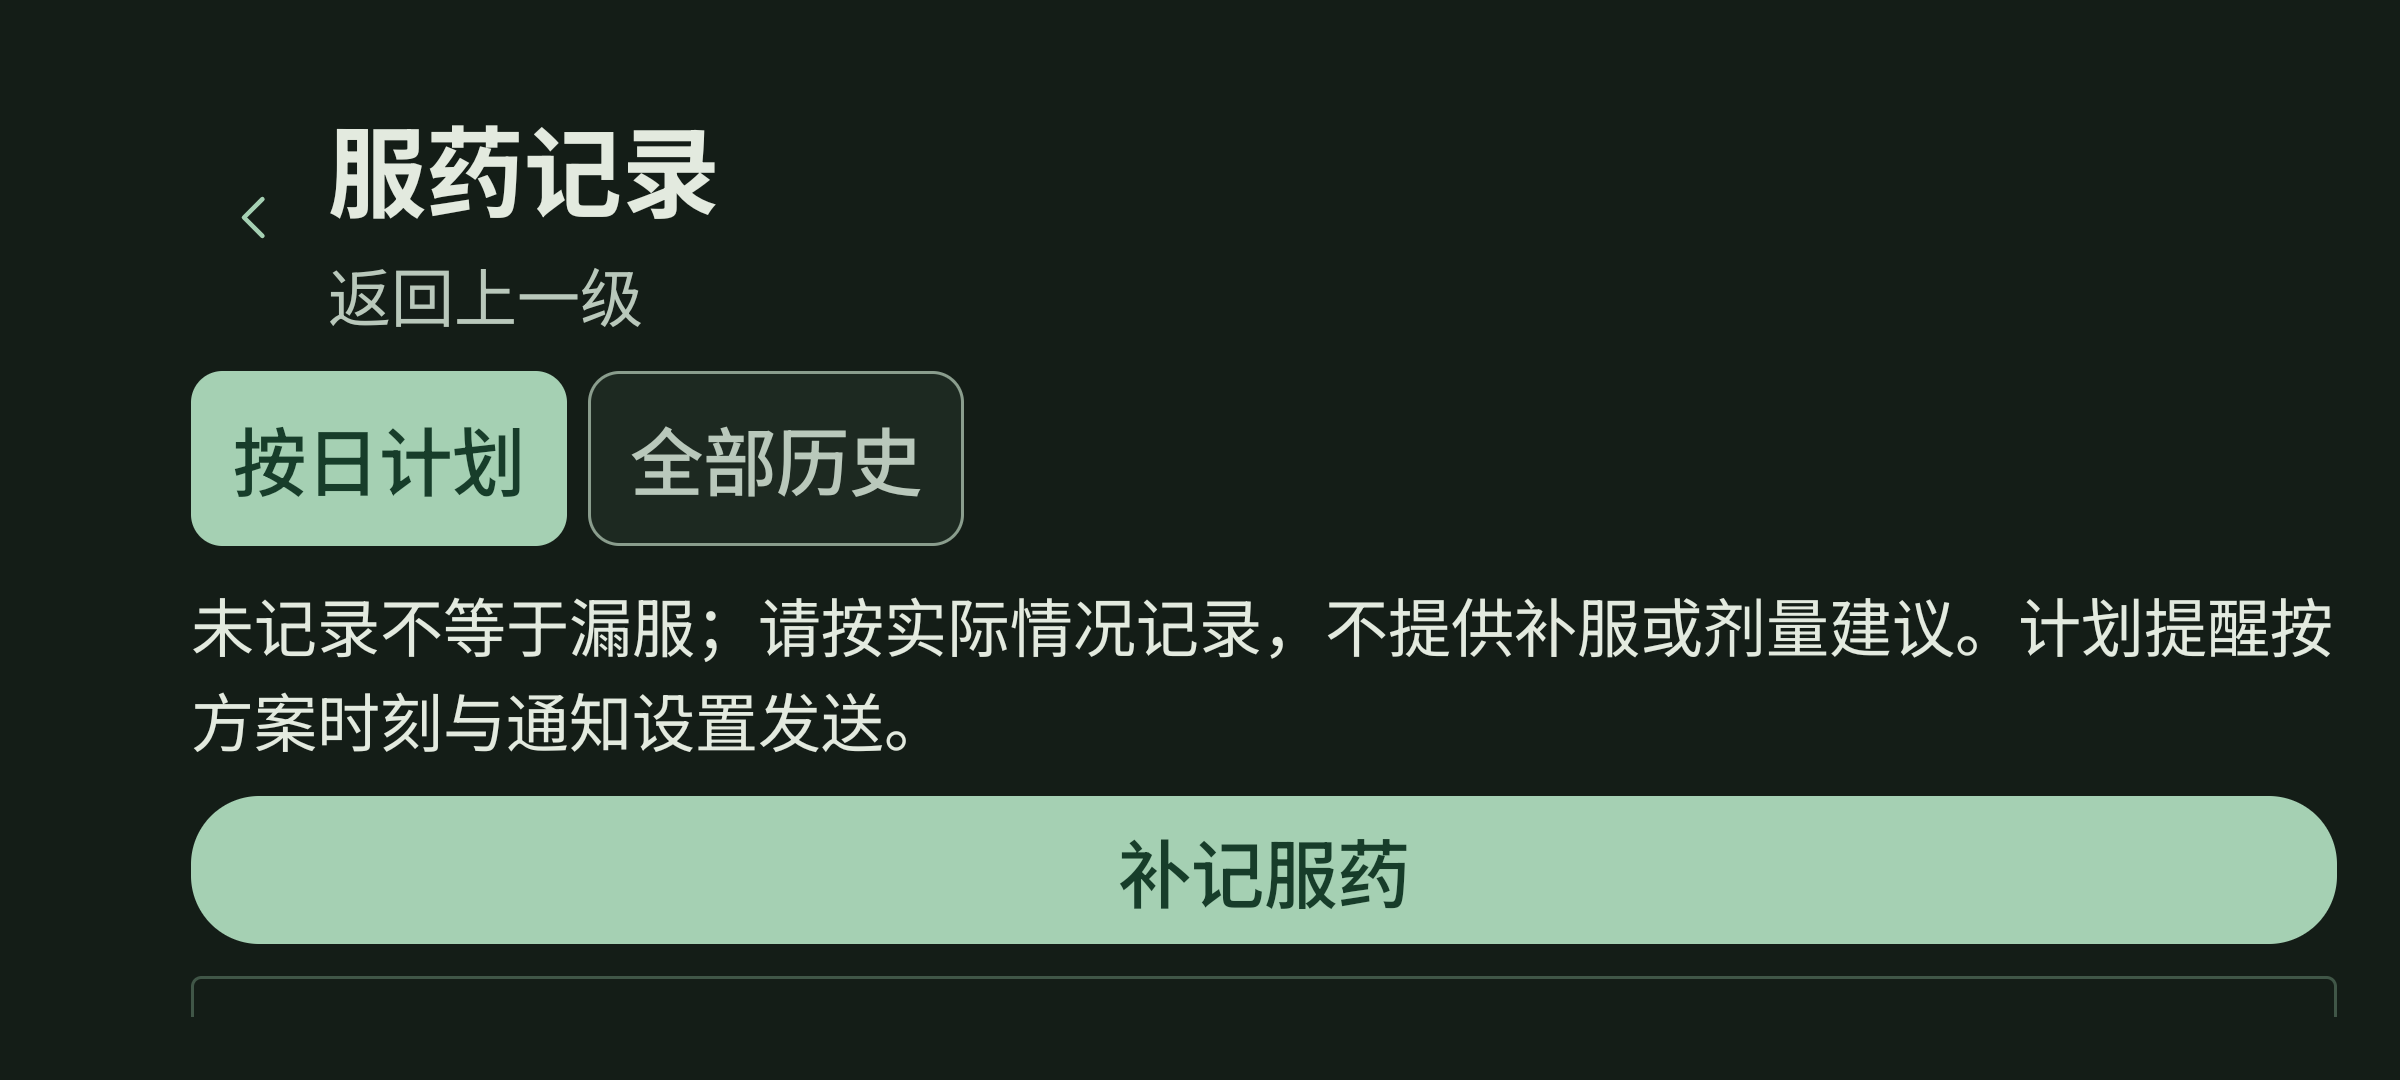 服药记录
返回上一级
按日计划
全部历史
未记录不等于漏服；请按实际情况记录，不提供补服或剂量建议。计划提醒按
方案时刻与通知设置发送。
补记服药